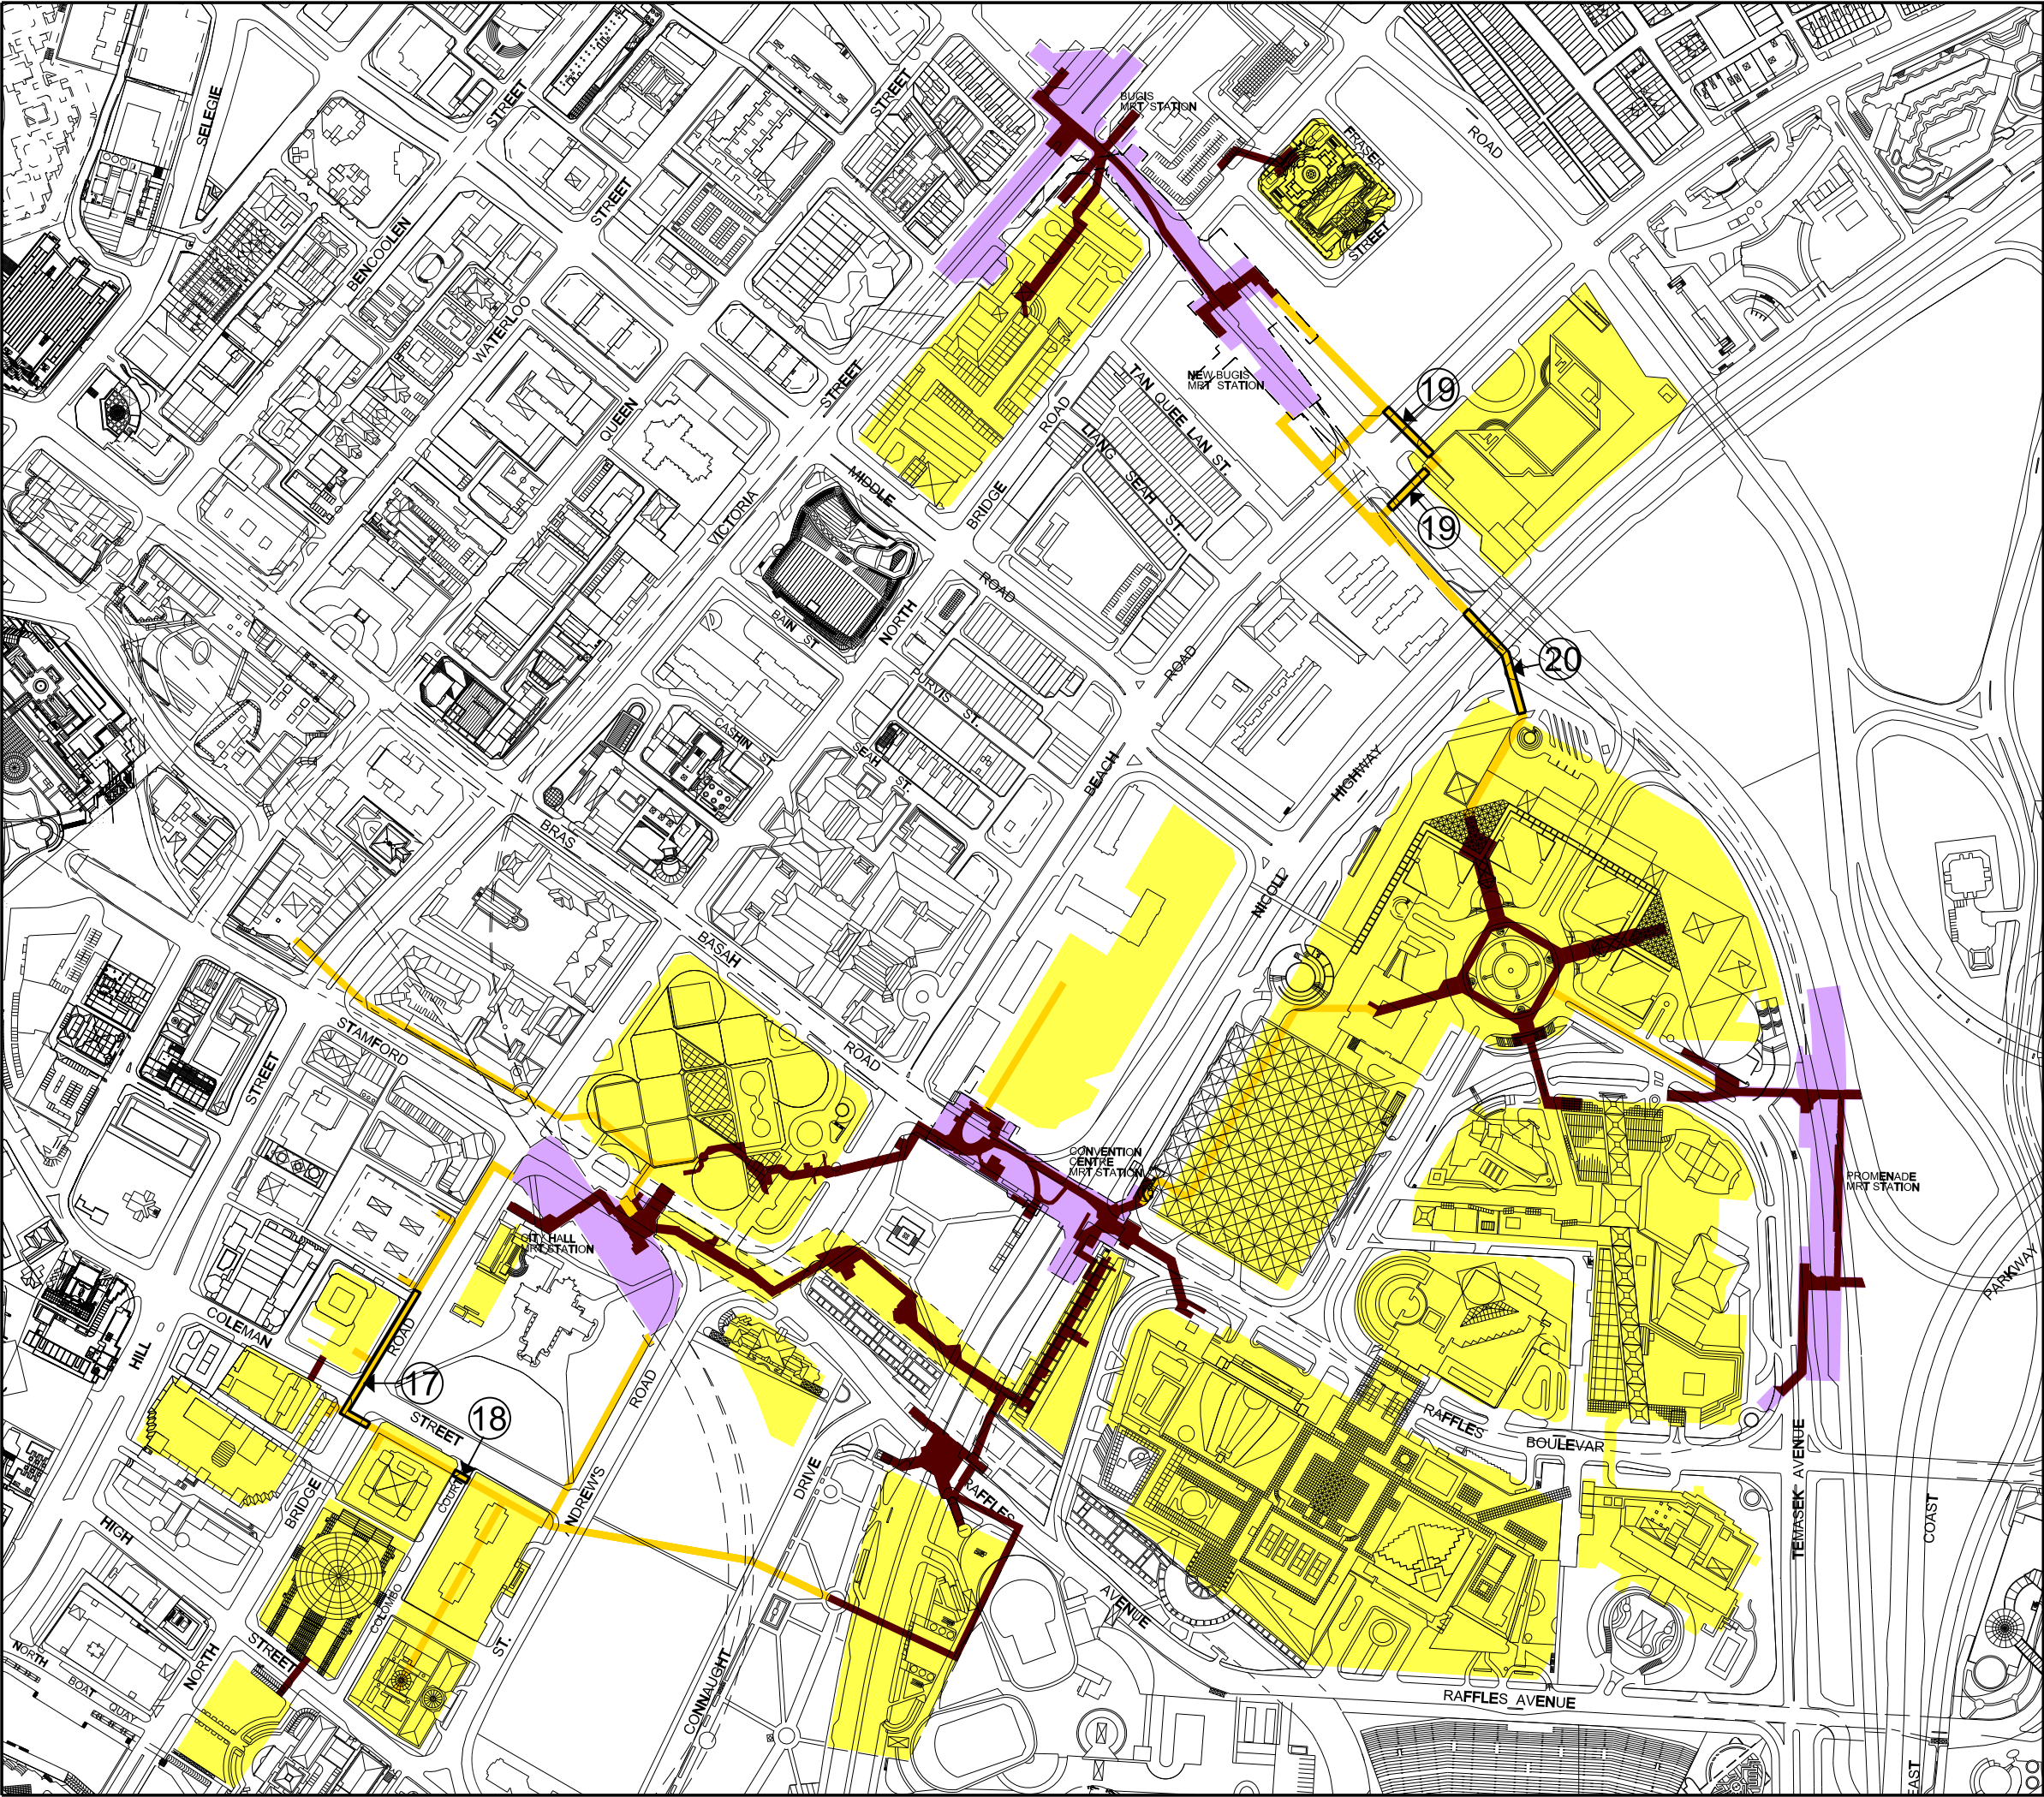 SELEGIE
STREET
STREET
BUGIS
MRT STATION
FRASER
ROAD
STREET
STREET
BENCOLEN
WATERLOO
STREET
NEW BUGIS
MRT STATION
TAN QUEE LAN ST.
19
QUEEN
ROAD
LIANG SEAH ST.
MIDDLE
BRIDGE
19
VICTORIA
ROAD
BAIN ST
NORTH
20
ROAD
PURVIS ST.
CASHIN ST
SEAH ST.
BEACH
HIGHWAY
BRAS
NICOLL
BASAH
STAMFORD
ROAD
STREET
CONVENTION
CENTRE
MRT STATION
PROMENADE
MRT STATION
CITY HALL
MRT STATION
PARKWAY
COLEMAN
ROAD
HILL
17
ROAD
STREET
18
RAFFLES
BOULEVAR
TEMASEK AVENUE
DRIVE
RAFFLES
COURT
COAST
NDREW'S
BRIDGE
HIGH
AVENUE
COLOMBO
STREET
NORTH
BOAT
QUAY
NORTH
ST.
CONNAUGHT
RAFFLES AVENUE
EAST